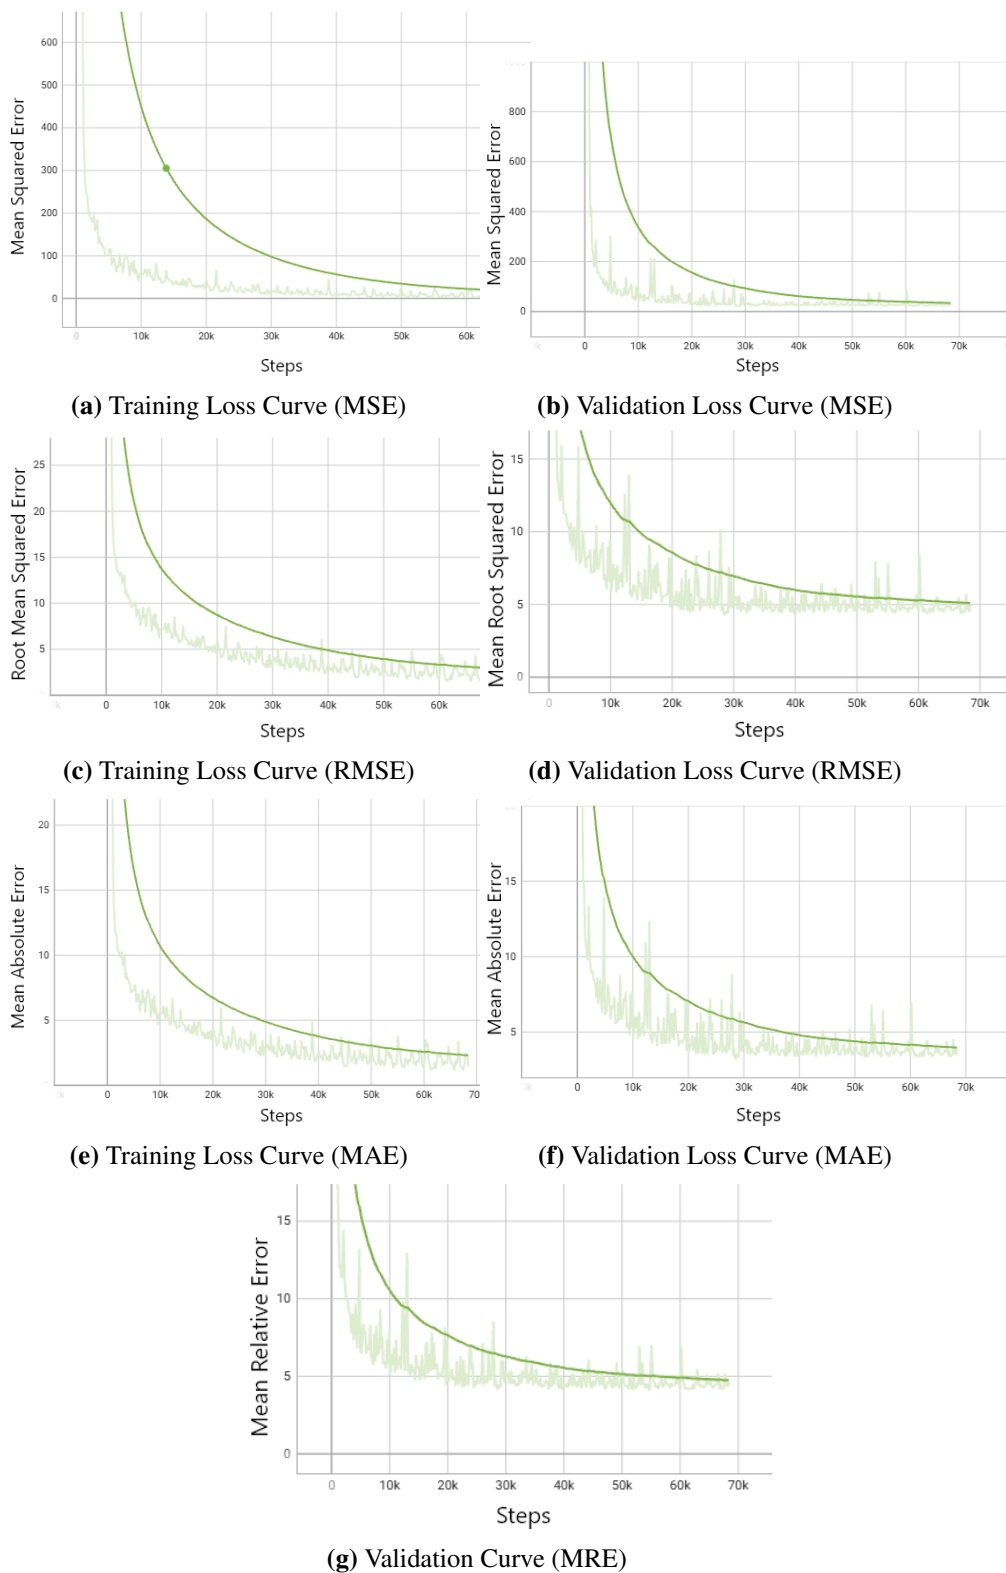 600
500
400
300
200
100
0
Mean Squared Error
0 10k 20k 30k 40k 50k 60k
Steps
(a) Training Loss Curve (MSE)
800
600
400
200
0
Mean Squared Error
0 10k 20k 30k 40k 50k 60k 70k
Steps
(b) Validation Loss Curve (MSE)
25
20
15
10
5
Root Mean Squared Error
0 10k 20k 30k 40k 50k 60k
Steps
(c) Training Loss Curve (RMSE)
15
10
5
0
Mean Root Squared Error
0 10k 20k 30k 40k 50k 60k 70k
Steps
(d) Validation Loss Curve (RMSE)
20
15
10
5
Mean Absolute Error
0 10k 20k 30k 40k 50k 60k 70k
Steps
(e) Training Loss Curve (MAE)
15
10
5
Mean Absolute Error
0 10k 20k 30k 40k 50k 60k 70k
Steps
(f) Validation Loss Curve (MAE)
15
10
5
0
Mean Relative Error
0 10k 20k 30k 40k 50k 60k 70k
Steps
(g) Validation Curve (MRE)